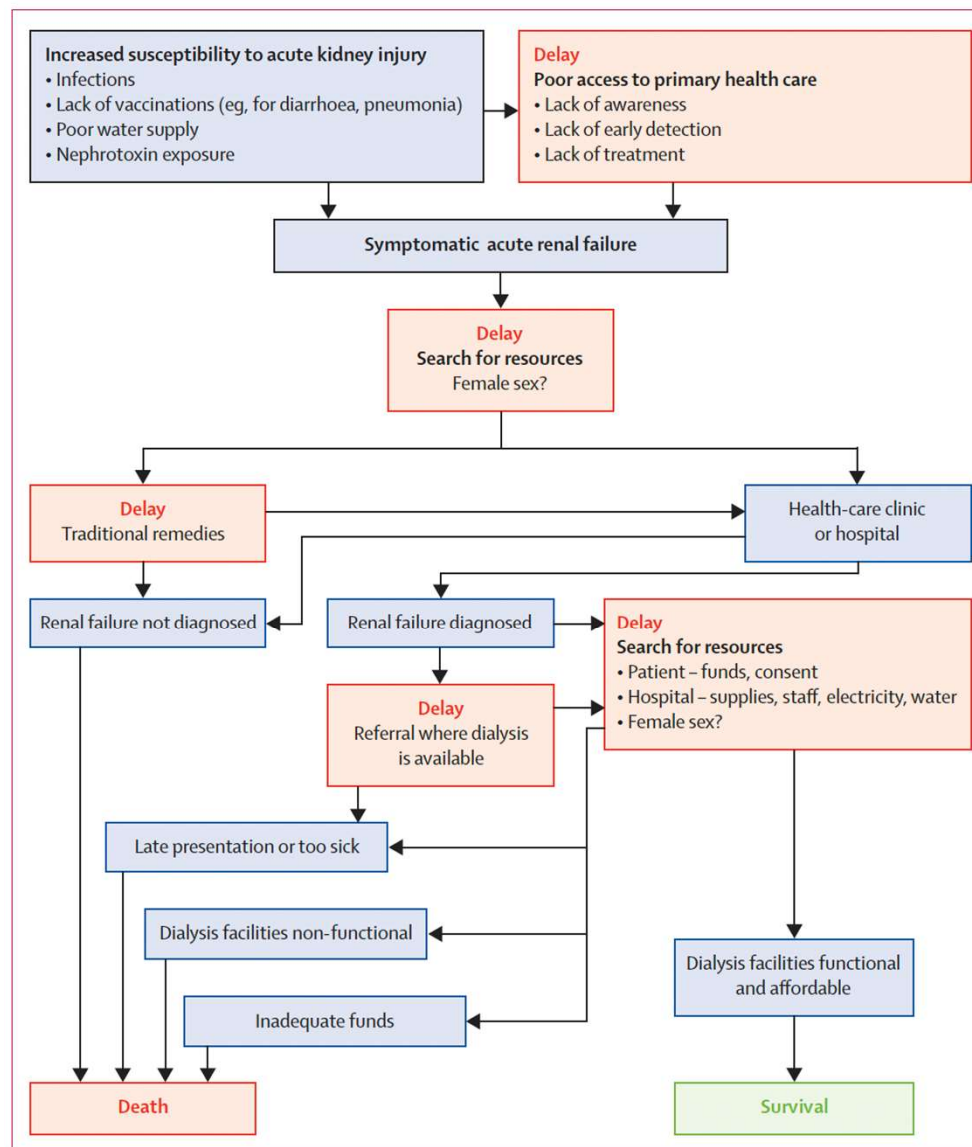 Increased susceptibility to acute kidney injury
• Infections
• Lack of vaccinations (eg, for diarrhoea, pneumonia)
• Poor water supply
• Nephrotoxin exposure
Delay
Poor access to primary health care
• Lack of awareness
• Lack of early detection
• Lack of treatment
Symptomatic acute renal failure
Delay
Search for resources
Female sex?
Delay
Traditional remedies
Health-care clinic
or hospital
Renal failure not diagnosed
Renal failure diagnosed
Delay
Search for resources
• Patient – funds, consent
• Hospital – supplies, staff, electricity, water
• Female sex?
Delay
Referral where dialysis
is available
Late presentation or too sick
Dialysis facilities non-functional
Dialysis facilities functional
and affordable
Inadequate funds
Death
Survival